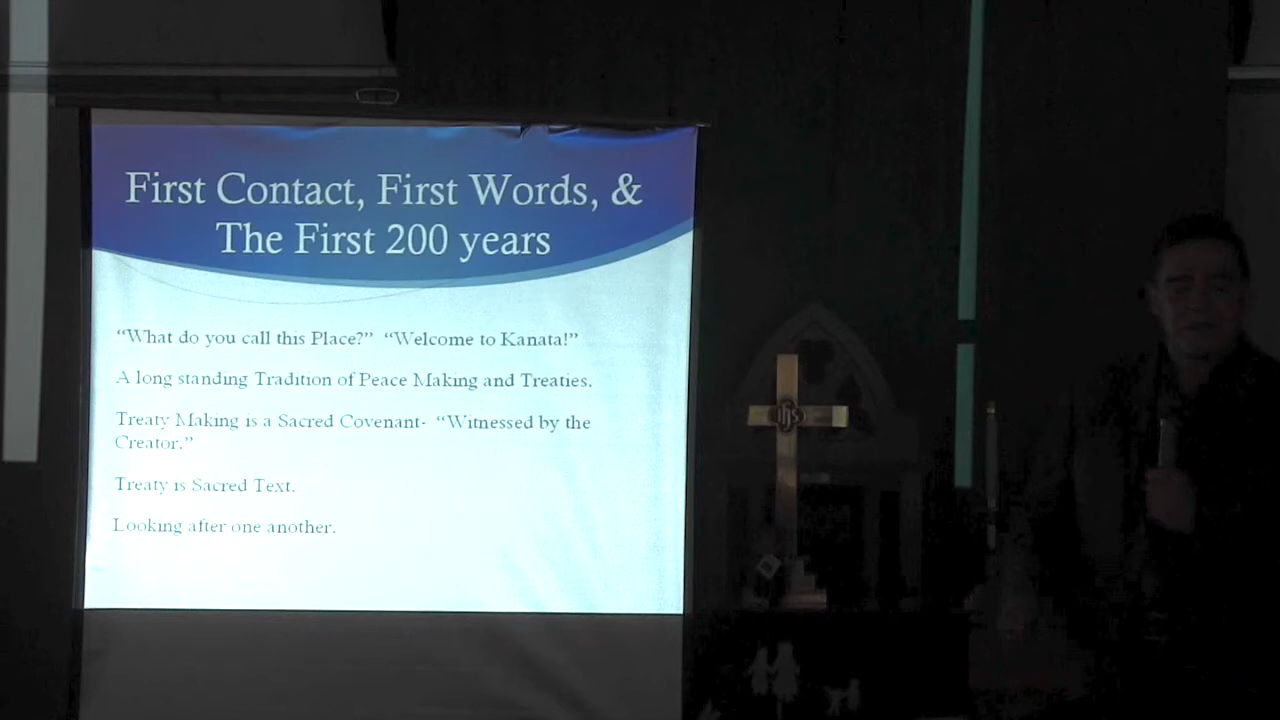 First Contact, First Words, &
The First 200 years
“What do you call this Place?” “Welcome to Kanata!”
A long standing Tradition of Peace Making and Treaties.
Treaty Making is a Sacred Covenant- “Witnessed by the
Creator.”
Treaty is Sacred Text.
Looking after one another.
IHS